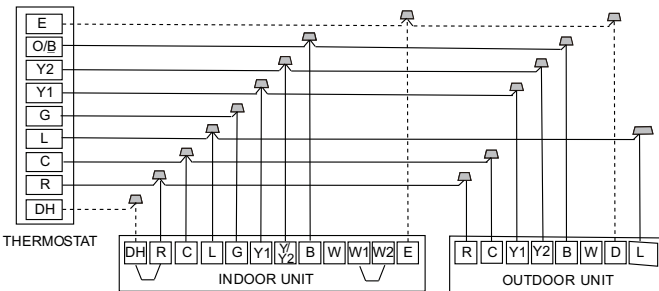 E
O/B
Y2
Y1
G
L
C
R
DH
THERMOSTAT
DH R C L G Y1 Y/Y2 B W W1 W2 E
INDOOR UNIT
R C Y1 Y2 B W D L
OUTDOOR UNIT